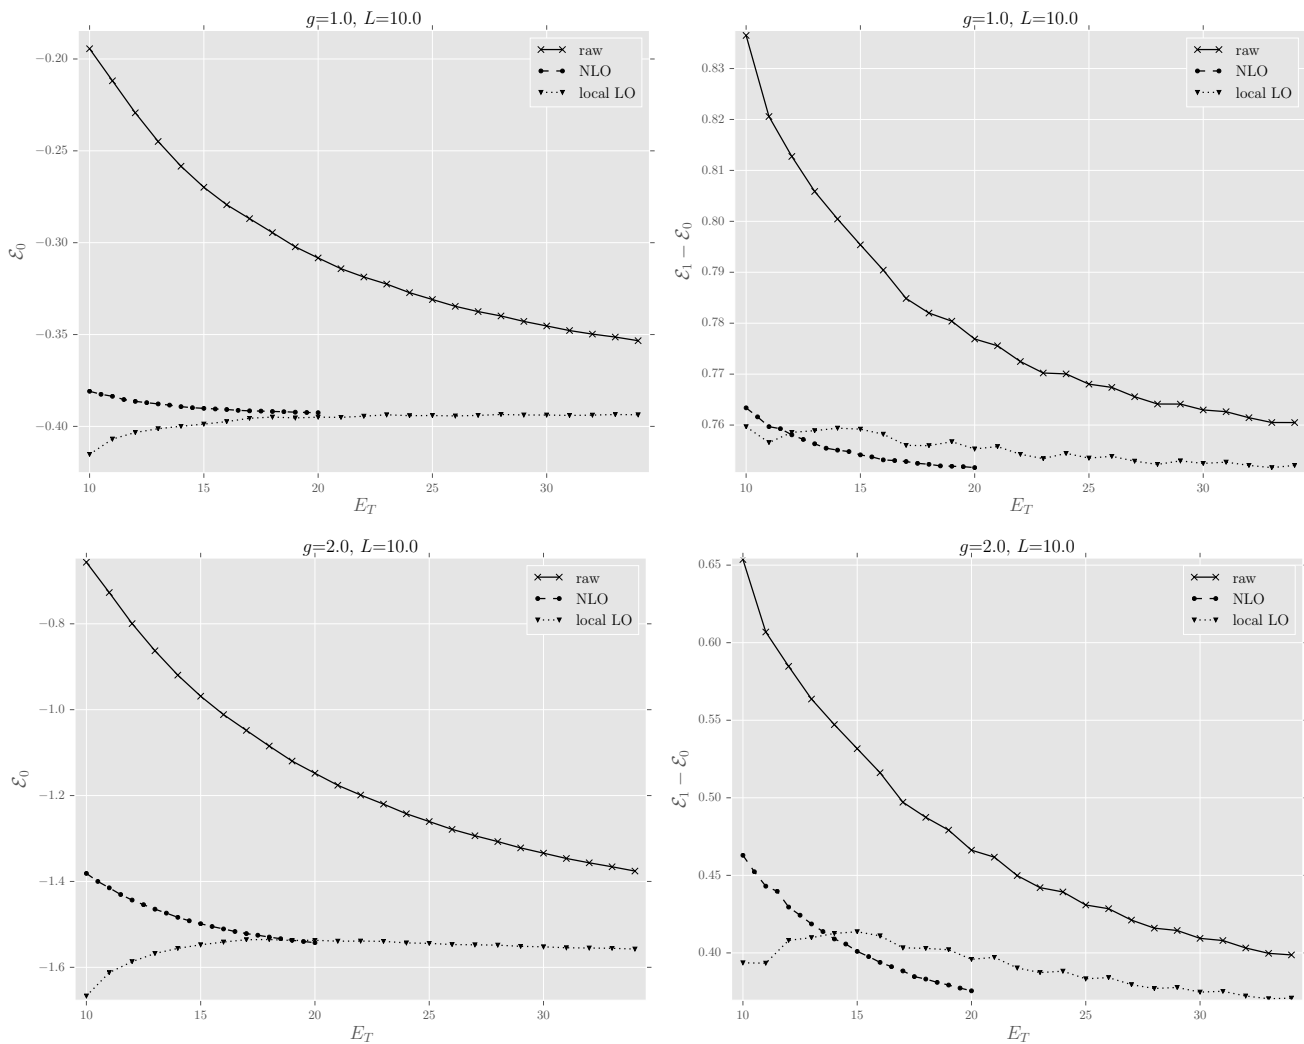 g=1.0, L=10.0
raw
NLO
local LO
−0.20
−0.25
−0.30
−0.35
−0.40
ℰ₀
10 15 20 25 30
E_T
g=1.0, L=10.0
raw
NLO
local LO
0.83
0.82
0.81
0.80
0.79
0.78
0.77
0.76
ℰ₁ − ℰ₀
10 15 20 25 30
E_T
g=2.0, L=10.0
raw
NLO
local LO
−0.8
−1.0
−1.2
−1.4
−1.6
ℰ₀
10 15 20 25 30
E_T
g=2.0, L=10.0
raw
NLO
local LO
0.65
0.60
0.55
0.50
0.45
0.40
ℰ₁ − ℰ₀
10 15 20 25 30
E_T